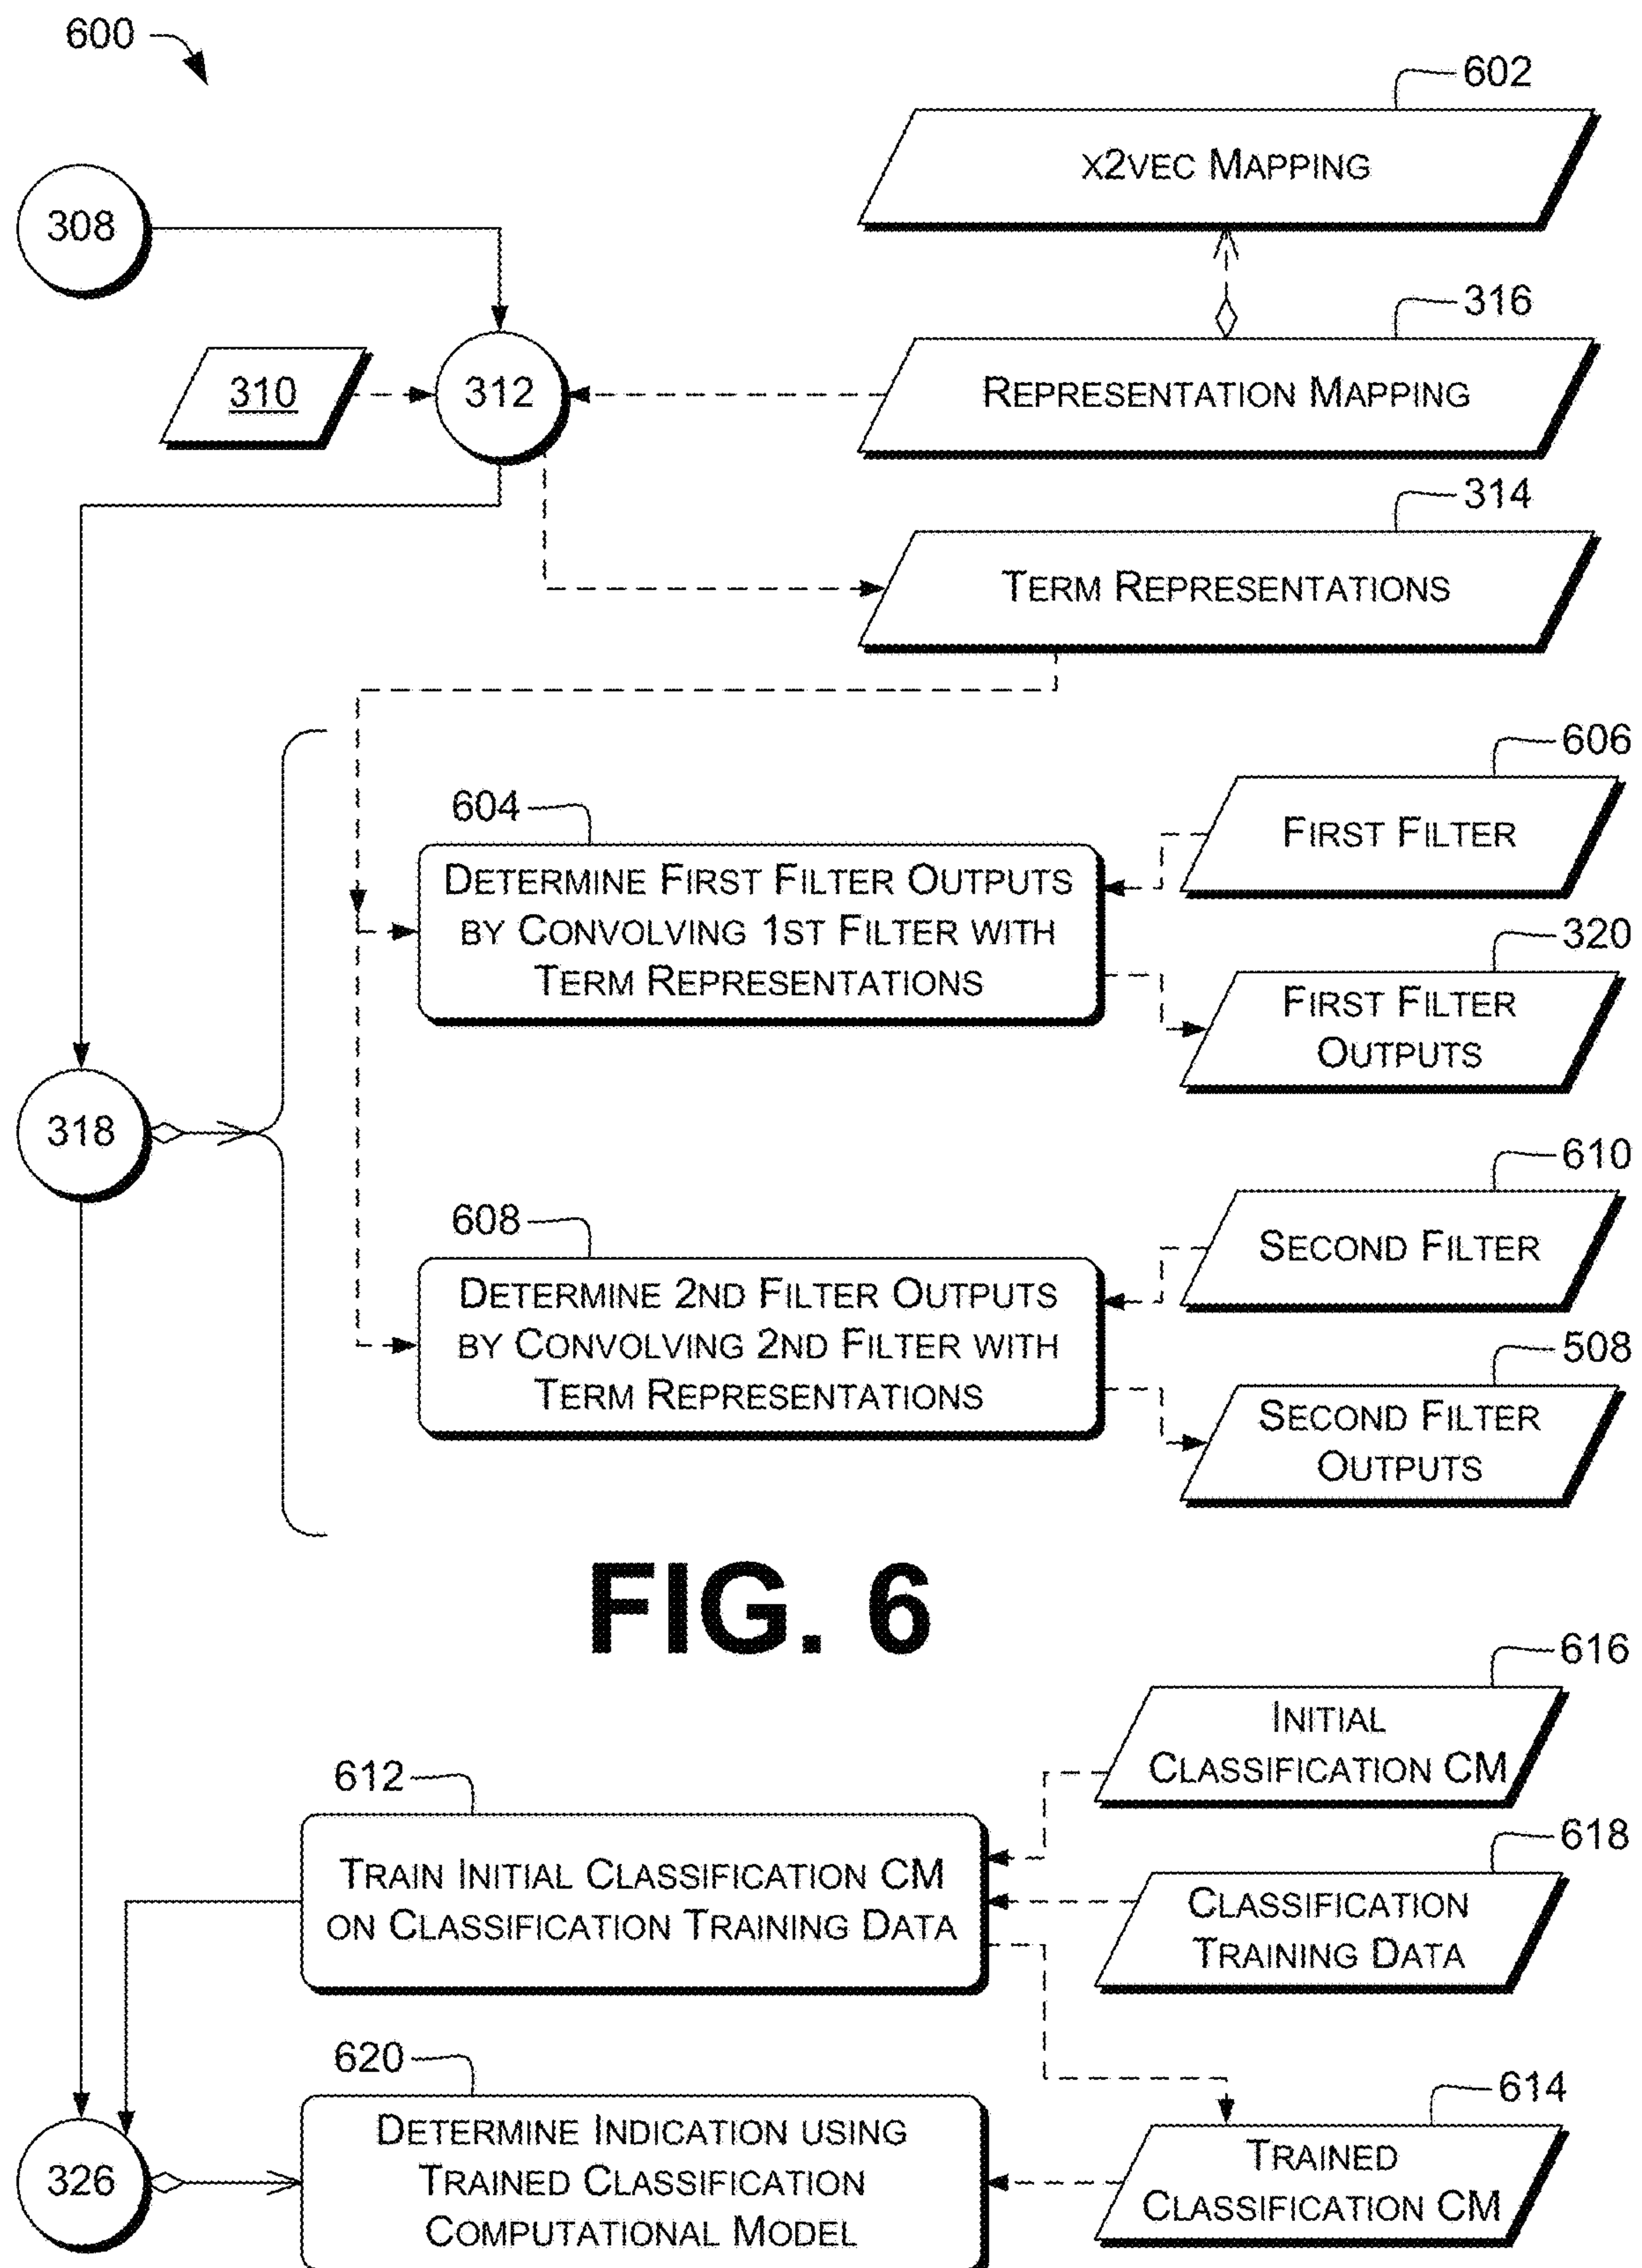 600
602
x2vec Mapping
308
316
310
312
Representation Mapping
314
Term Representations
606
First Filter
604
Determine First Filter Outputs
by Convolving 1st Filter with
Term Representations
320
First Filter
Outputs
318
610
Second Filter
608
Determine 2nd Filter Outputs
by Convolving 2nd Filter with
Term Representations
508
Second Filter
Outputs
FIG. 6
616
Initial
Classification CM
612
Train Initial Classification CM
on Classification Training Data
618
Classification
Training Data
620
Determine Indication using
Trained Classification
Computational Model
614
Trained
Classification CM
326